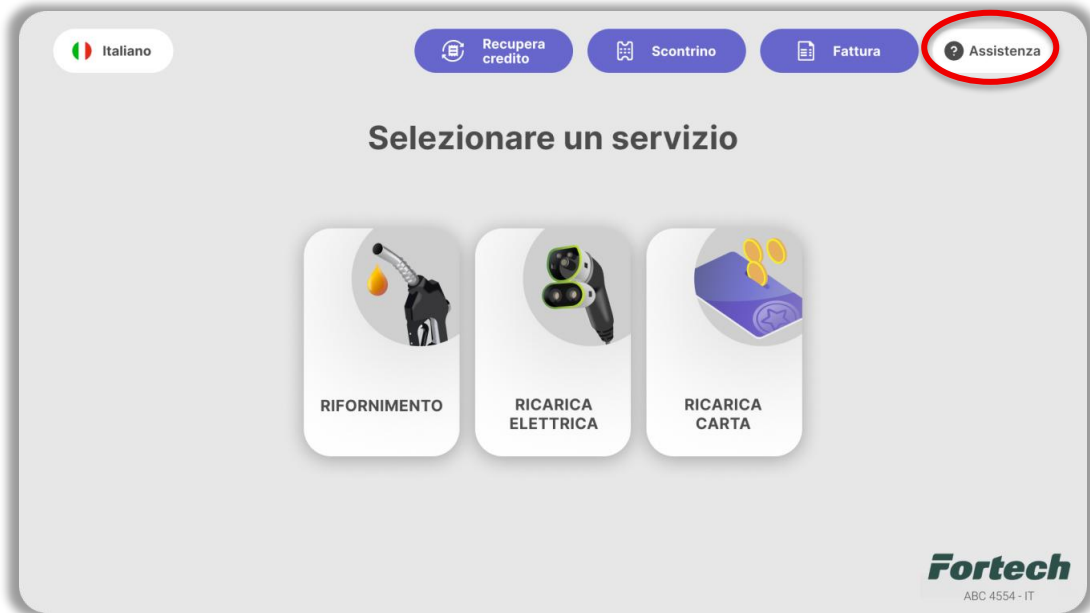 Italiano
Recupera
credito
Scontrino
Fattura
? Assistenza
Selezionare un servizio
RIFORNIMENTO
RICARICA
ELETTRICA
RICARICA
CARTA
Fortech
ABC 4554 - IT